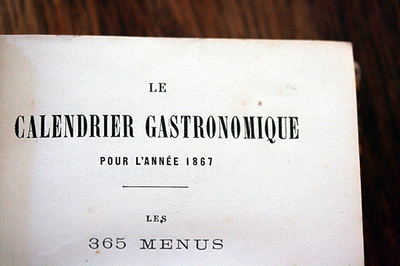 LE
CALENDRIER GASTRONOMIQUE
POUR L'ANNÉE 1867
LES
365 MENUS